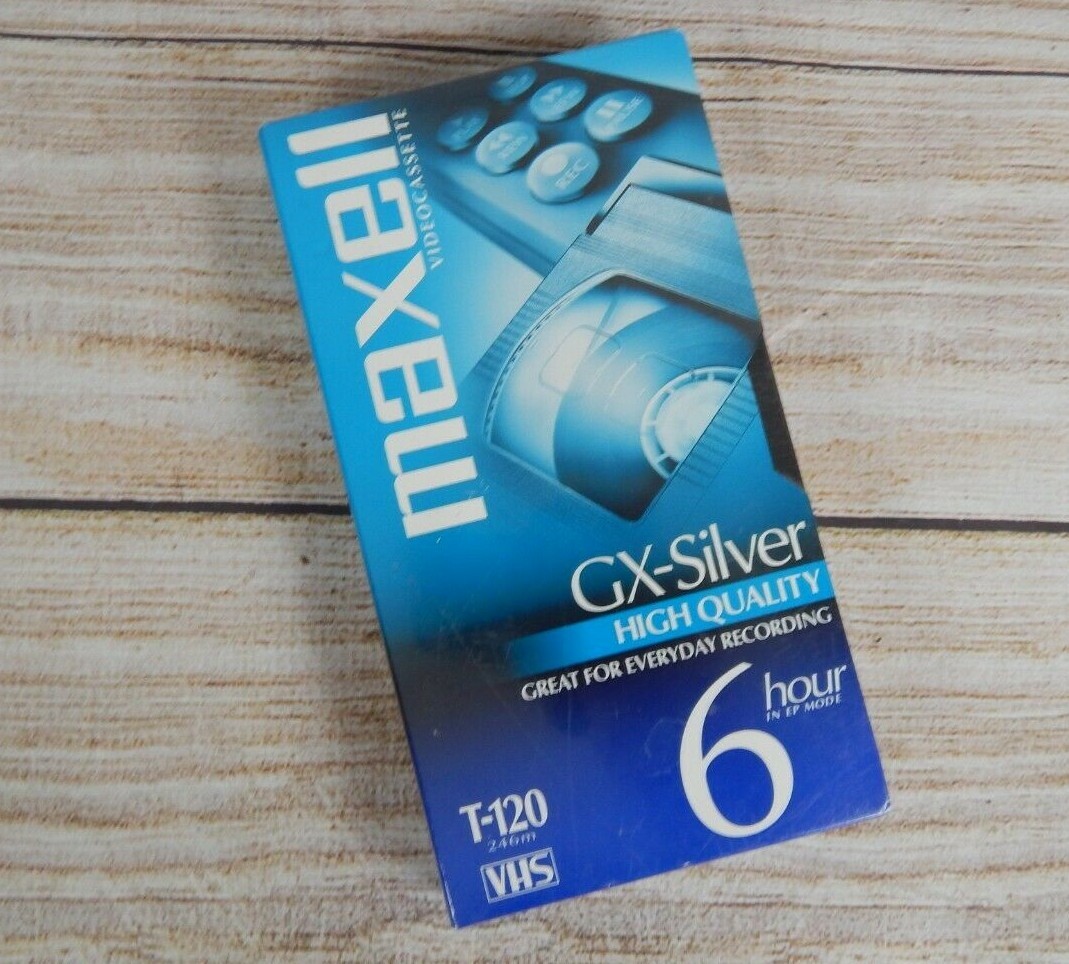 maxell
VIDEOCASSETTE
REC
GX-Silver
HIGH QUALITY
GREAT FOR EVERYDAY RECORDING
6 hour
IN EP MODE
T-120
246m
VHS